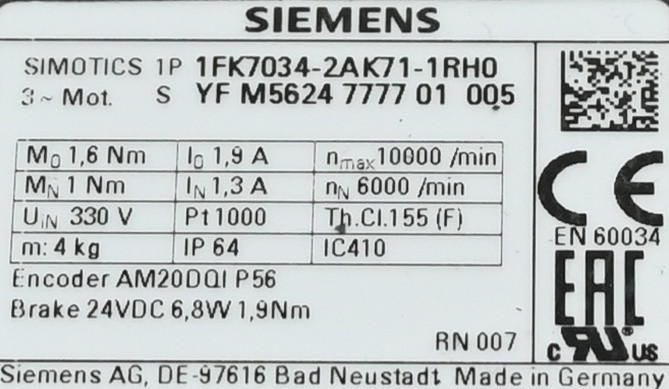 SIEMENS
SIMOTICS 1P 1FK7034-2AK71-1RH0
3~ Mot. S YF M5624 7777 01 005
M0 1,6 Nm I0 1,9 A nmax 10000 /min
MN 1 Nm IN 1,3 A nN 6000 /min
UIN 330 V Pt1000 Th.Cl.155 (F)
m: 4 kg IP 64 IC410
Encoder AM20DQI P56
Brake 24VDC 6,8W 1,9Nm
RN 007
CE
EN 60034
EAC
c RU US
Siemens AG, DE-97616 Bad Neustadt Made in Germany